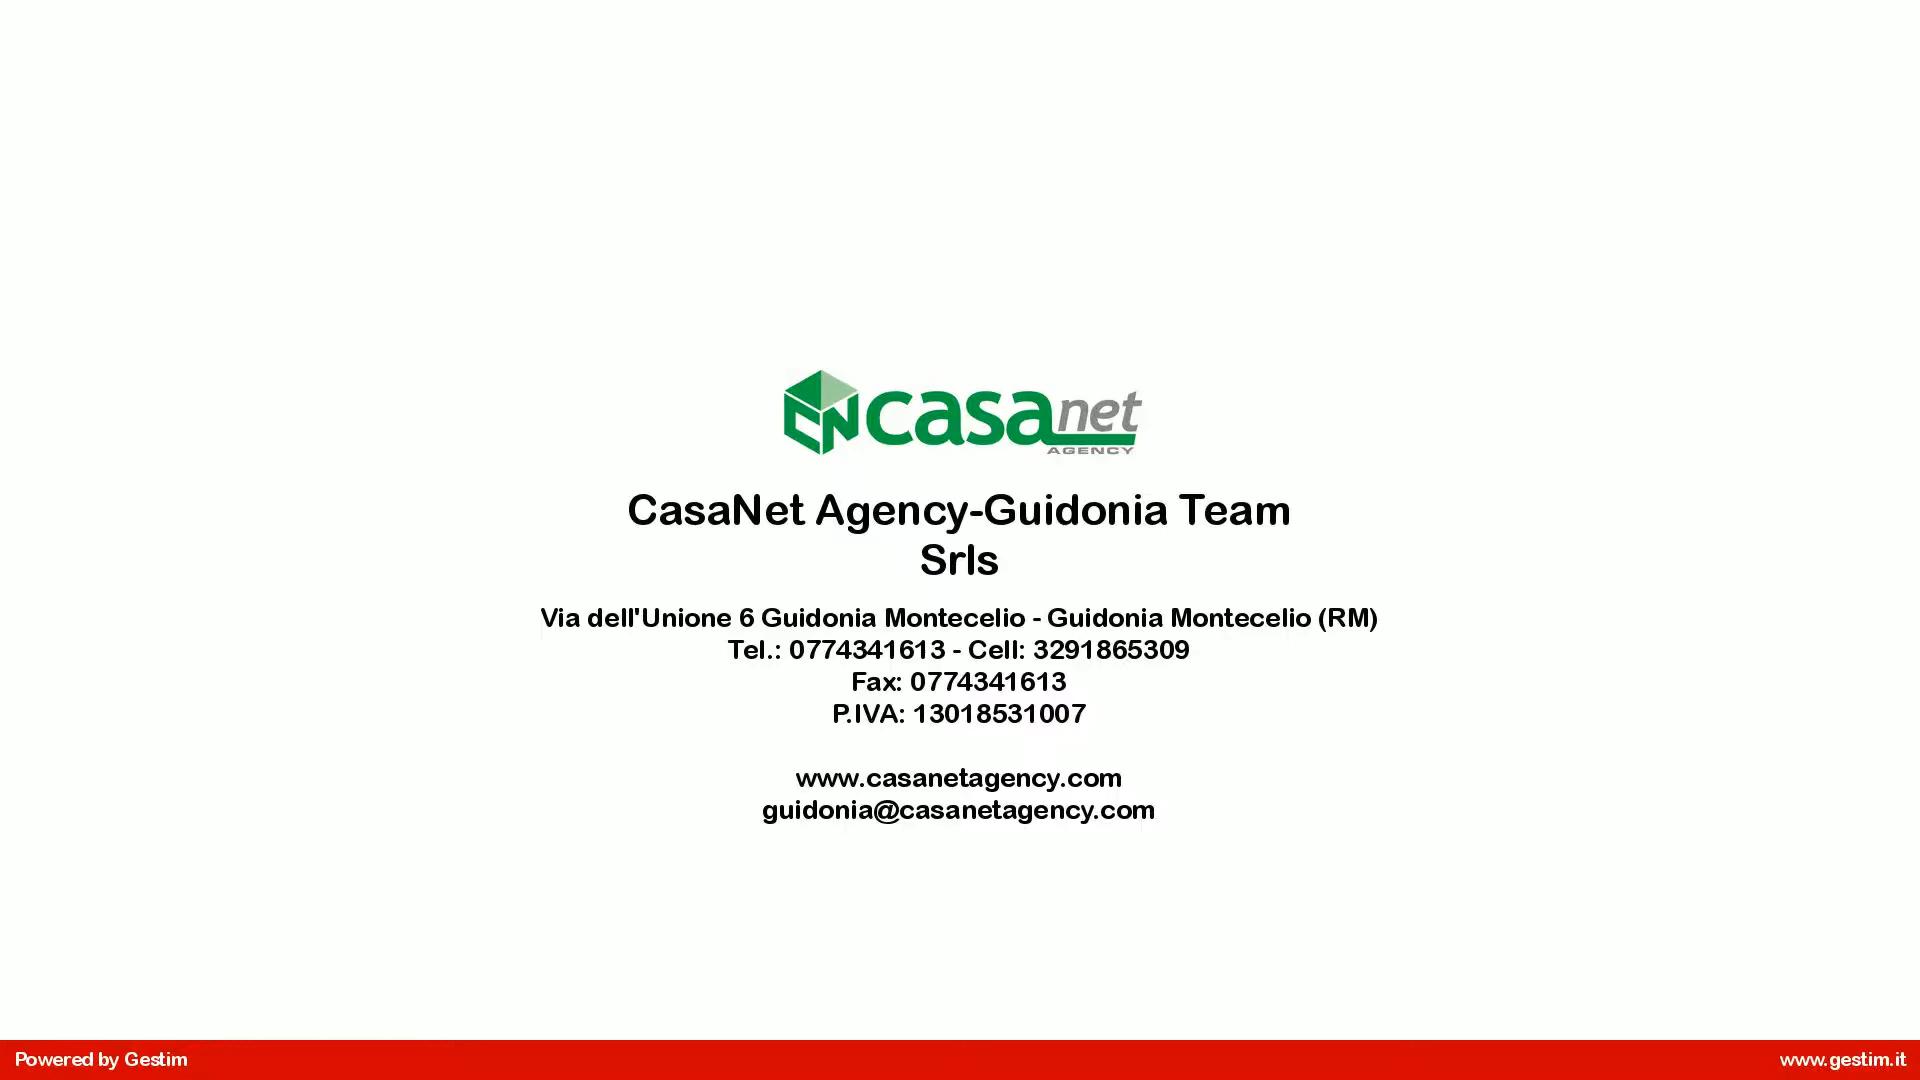 CN casanet
AGENCY
CasaNet Agency-Guidonia Team
Srls
Via dell'Unione 6 Guidonia Montecelio - Guidonia Montecelio (RM)
Tel.: 0774341613 - Cell: 3291865309
Fax: 0774341613
P.IVA: 13018531007
www.casanetagency.com
guidonia@casanetagency.com
Powered by Gestim
www.gestim.it